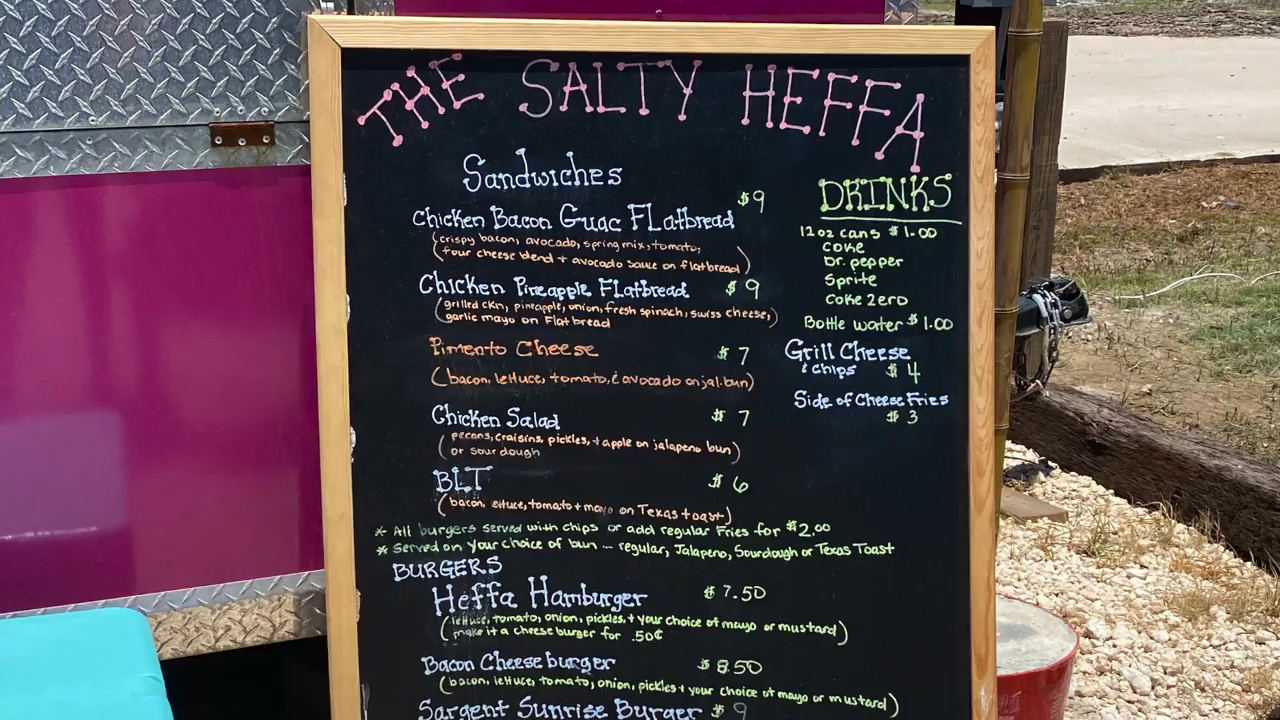 THE SALTY HEFFA
Sandwiches
Chicken Bacon Guac Flatbread $9
(crispy bacon, avocado, spring mix, tomato,
four cheese blend + avocado sauce on flatbread)
Chicken Pineapple Flatbread $9
(grilled ckn, pineapple, onion, fresh spinach, swiss cheese,
garlic mayo on Flatbread)
Pimento Cheese $7
(bacon, lettuce, tomato, & avocado on jal. bun)
Chicken Salad $7
(pecans, craisins, pickles, + apple on jalapeno bun
or sourdough)
BLT $6
(bacon, lettuce, tomato + mayo on Texas toast)
* All burgers served with chips or add regular Fries for $2.00
* Served on your choice of bun -- regular, Jalapeno, Sourdough or Texas Toast
BURGERS
Heffa Hamburger $7.50
(lettuce, tomato, onion, pickles, + your choice of mayo or mustard)
make it a cheeseburger for .50¢
Bacon Cheeseburger $8.50
(bacon, lettuce, tomato, onion, pickles + your choice of mayo or mustard)
Sargent Sunrise Burger $9
DRINKS
12oz cans $1.00
Coke
Dr. pepper
Sprite
Coke Zero
Bottle water $1.00
Grill Cheese
& chips $4
Side of Cheese Fries
$3